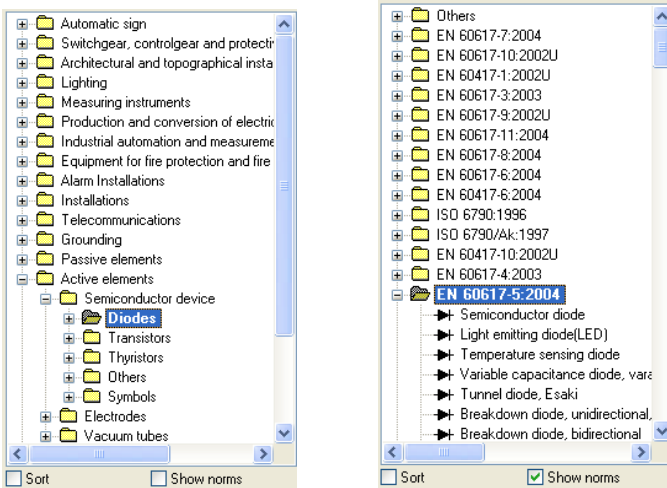 Automatic sign
Switchgear, controlgear and protecti
Architectural and topographical insta
Lighting
Measuring instruments
Production and conversion of electric
Industrial automation and measureme
Equipment for fire protection and fire
Alarm Installations
Installations
Telecommunications
Grounding
Passive elements
Active elements
Semiconductor device
Diodes
Transistors
Thyristors
Others
Symbols
Electrodes
Vacuum tubes
Sort
Show norms
Others
EN 60617-7:2004
EN 60617-10:2002U
EN 60417-1:2002U
EN 60617-3:2003
EN 60617-9:2002U
EN 60617-11:2004
EN 60617-8:2004
EN 60617-6:2004
EN 60417-6:2004
ISO 6790:1996
ISO 6790/Ak:1997
EN 60417-10:2002U
EN 60617-4:2003
EN 60617-5:2004
Semiconductor diode
Light emitting diode(LED)
Temperature sensing diode
Variable capacitance diode, vara
Tunnel diode, Esaki
Breakdown diode, unidirectional,
Breakdown diode, bidirectional
Sort
Show norms